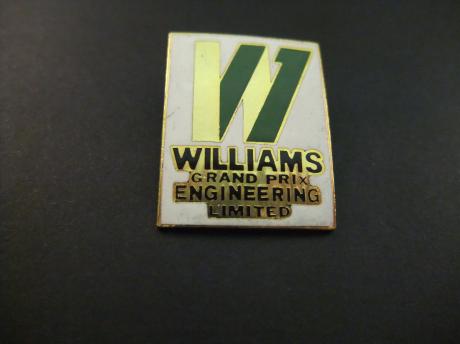 W
WILLIAMS
GRAND PRIX
ENGINEERING
LIMITED